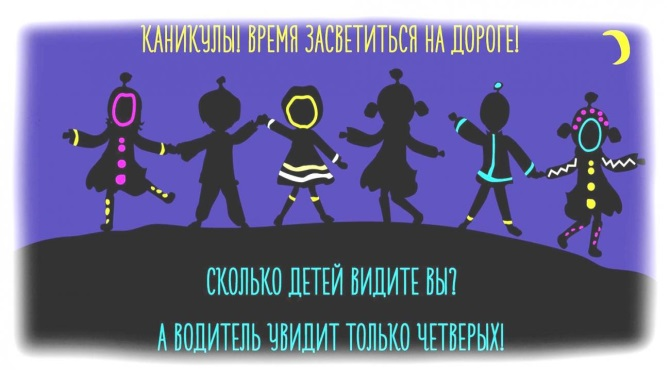 КАНИКУЛЫ! ВРЕМЯ ЗАСВЕТИТЬСЯ НА ДОРОГЕ!
СКОЛЬКО ДЕТЕЙ ВИДИТЕ ВЫ?
А ВОДИТЕЛЬ УВИДИТ ТОЛЬКО ЧЕТВЕРЫХ!